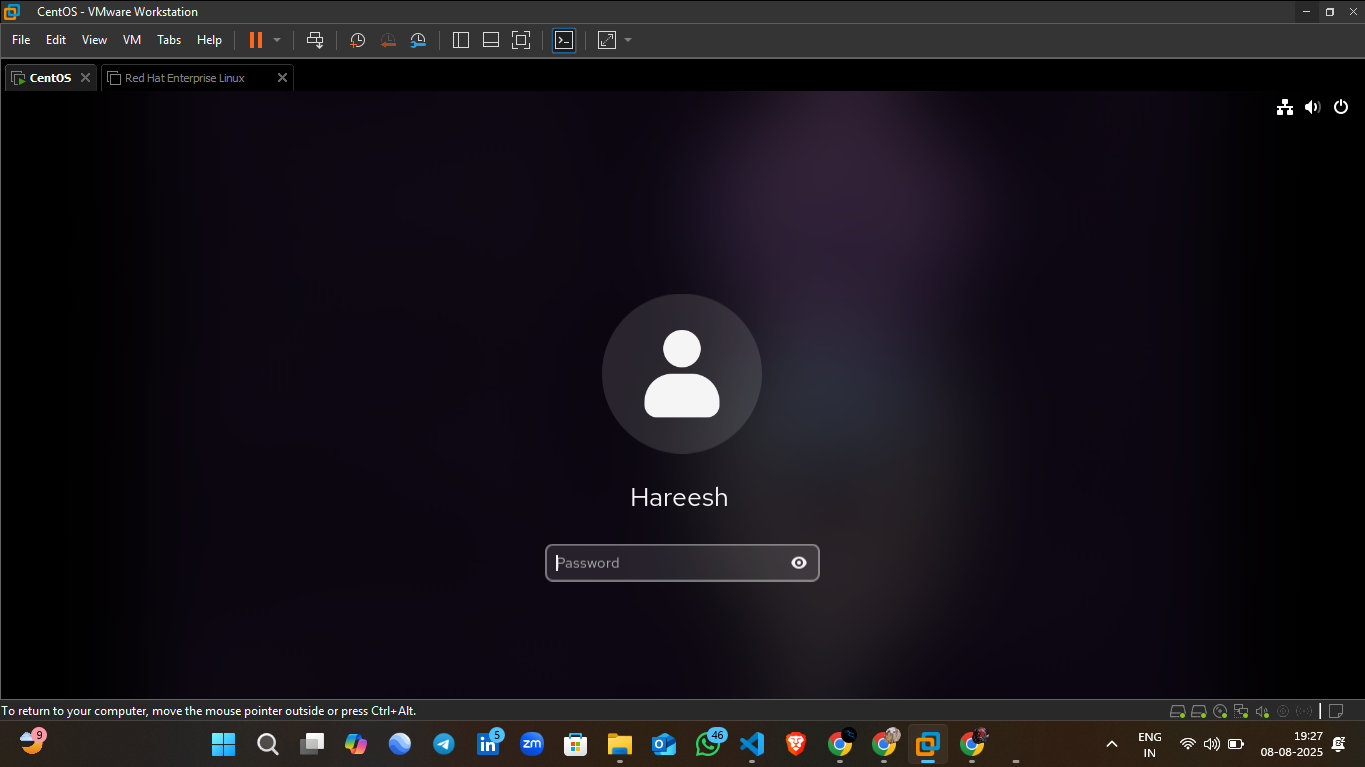 CentOS - VMware Workstation
File Edit View VM Tabs Help
CentOS
Red Hat Enterprise Linux
Hareesh
Password
To return to your computer, move the mouse pointer outside or press Ctrl+Alt.
9
5
zm
46
ENG
IN
19:27
08-08-2025